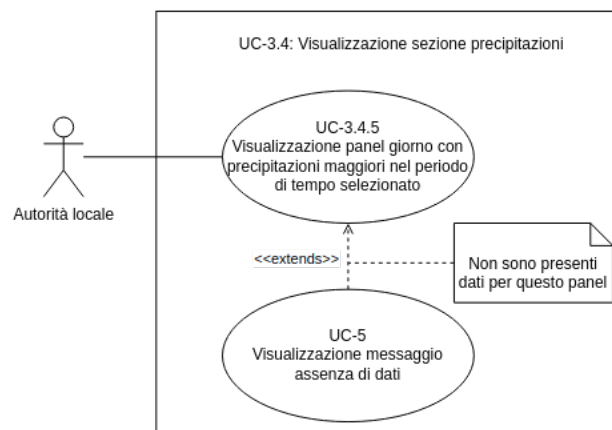 UC-3.4: Visualizzazione sezione precipitazioni
UC-3.4.5
Visualizzazione panel giorno con
precipitazioni maggiori nel periodo
di tempo selezionato
Autorità locale
<<extends>>
Non sono presenti
dati per questo panel
UC-5
Visualizzazione messaggio
assenza di dati